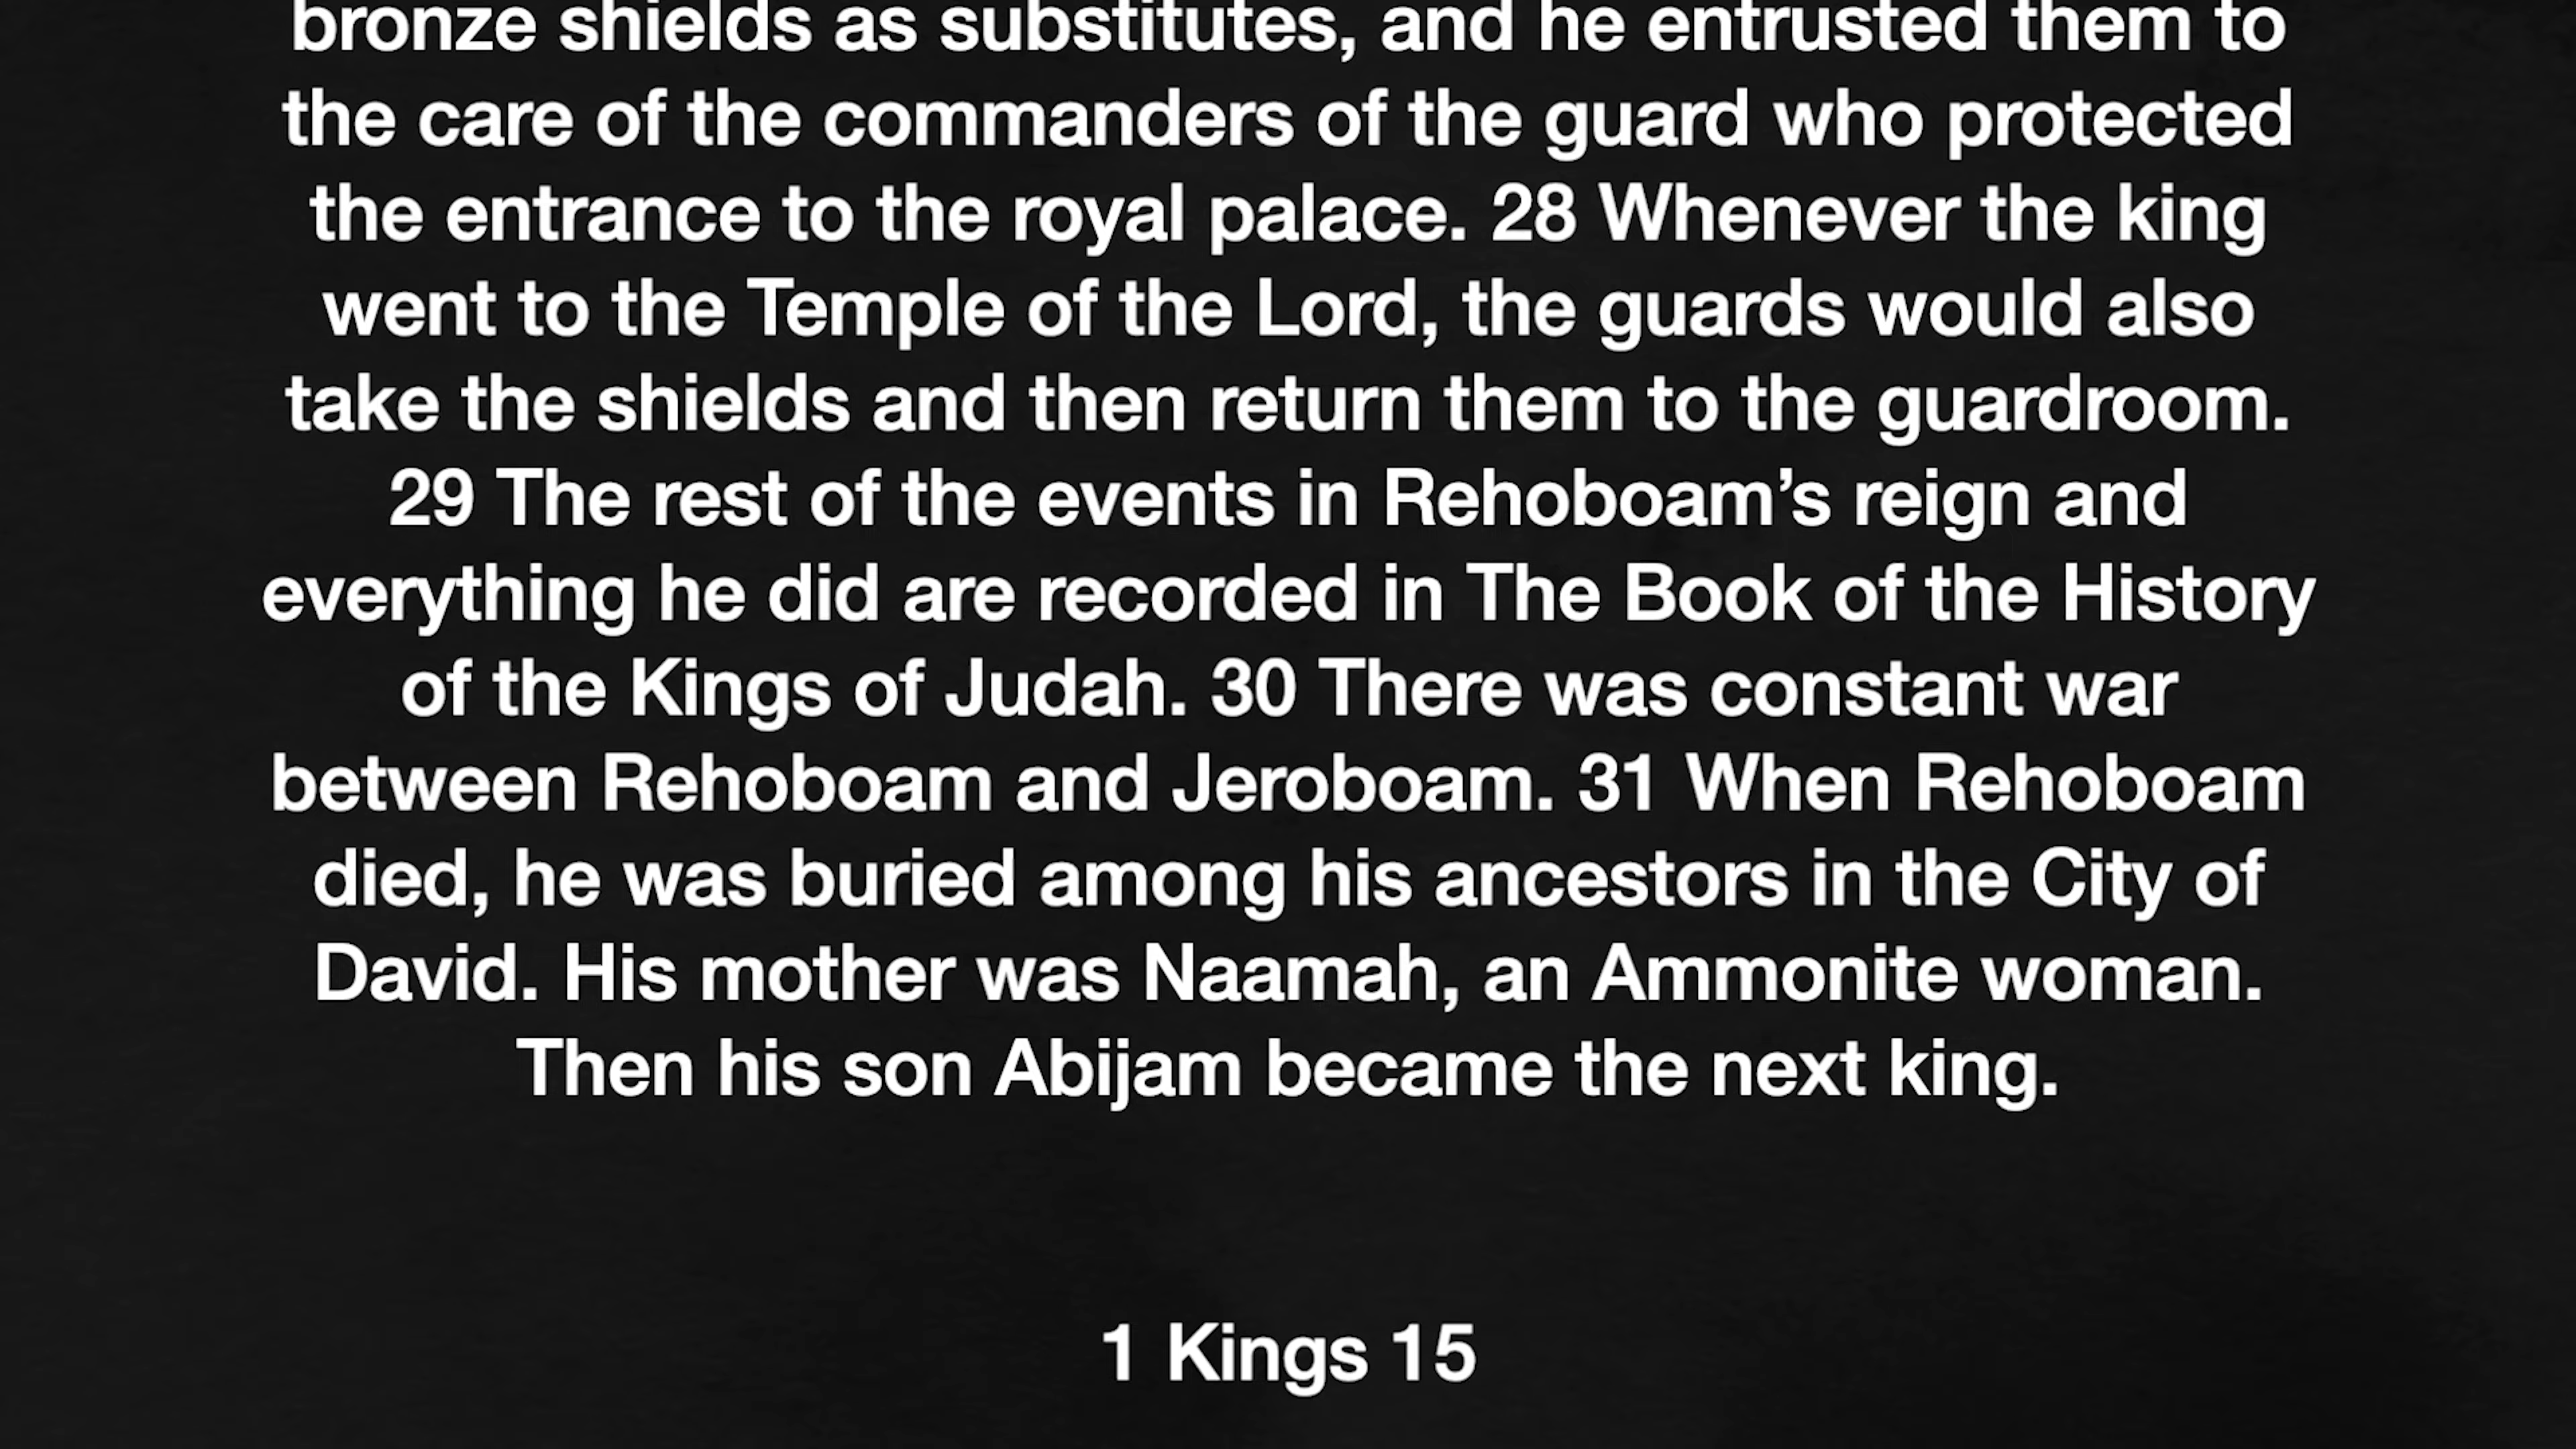 bronze shields as substitutes, and he entrusted them to
the care of the commanders of the guard who protected
the entrance to the royal palace. 28 Whenever the king
went to the Temple of the Lord, the guards would also
take the shields and then return them to the guardroom.
29 The rest of the events in Rehoboam’s reign and
everything he did are recorded in The Book of the History
of the Kings of Judah. 30 There was constant war
between Rehoboam and Jeroboam. 31 When Rehoboam
died, he was buried among his ancestors in the City of
David. His mother was Naamah, an Ammonite woman.
Then his son Abijam became the next king.
1 Kings 15